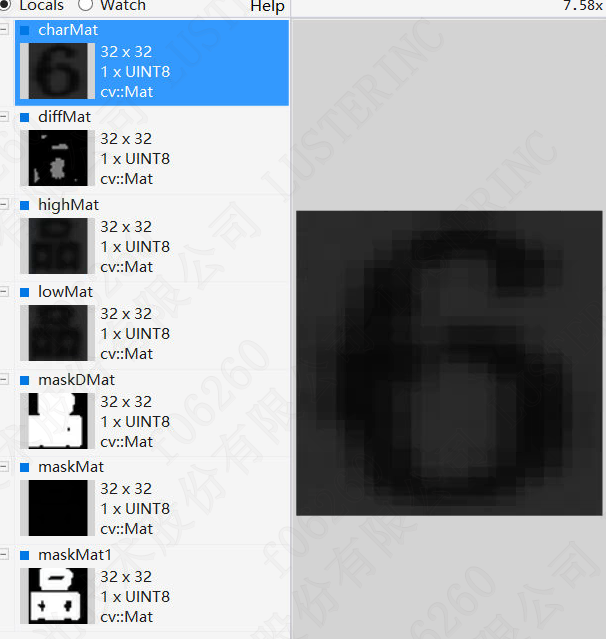 Locals Watch Help 7.58x
charMat
32 x 32
1 x UINT8
cv::Mat
diffMat
32 x 32
1 x UINT8
cv::Mat
highMat
32 x 32
1 x UINT8
cv::Mat
lowMat
32 x 32
1 x UINT8
cv::Mat
maskDMat
32 x 32
1 x UINT8
cv::Mat
maskMat
32 x 32
1 x UINT8
cv::Mat
maskMat1
32 x 32
1 x UINT8
cv::Mat
6
LUSTERINC
f06260
股份有限公司